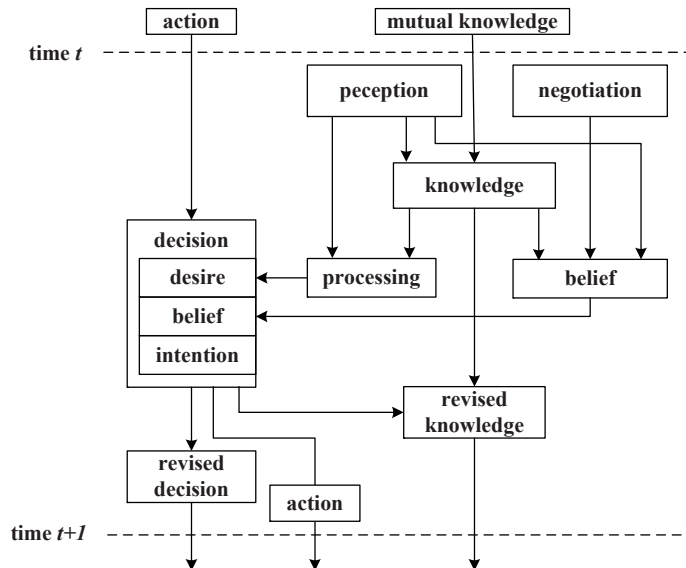 action
mutual knowledge
time t
peception
negotiation
knowledge
decision
desire
processing
belief
belief
intention
revised
knowledge
revised
decision
action
time t+1